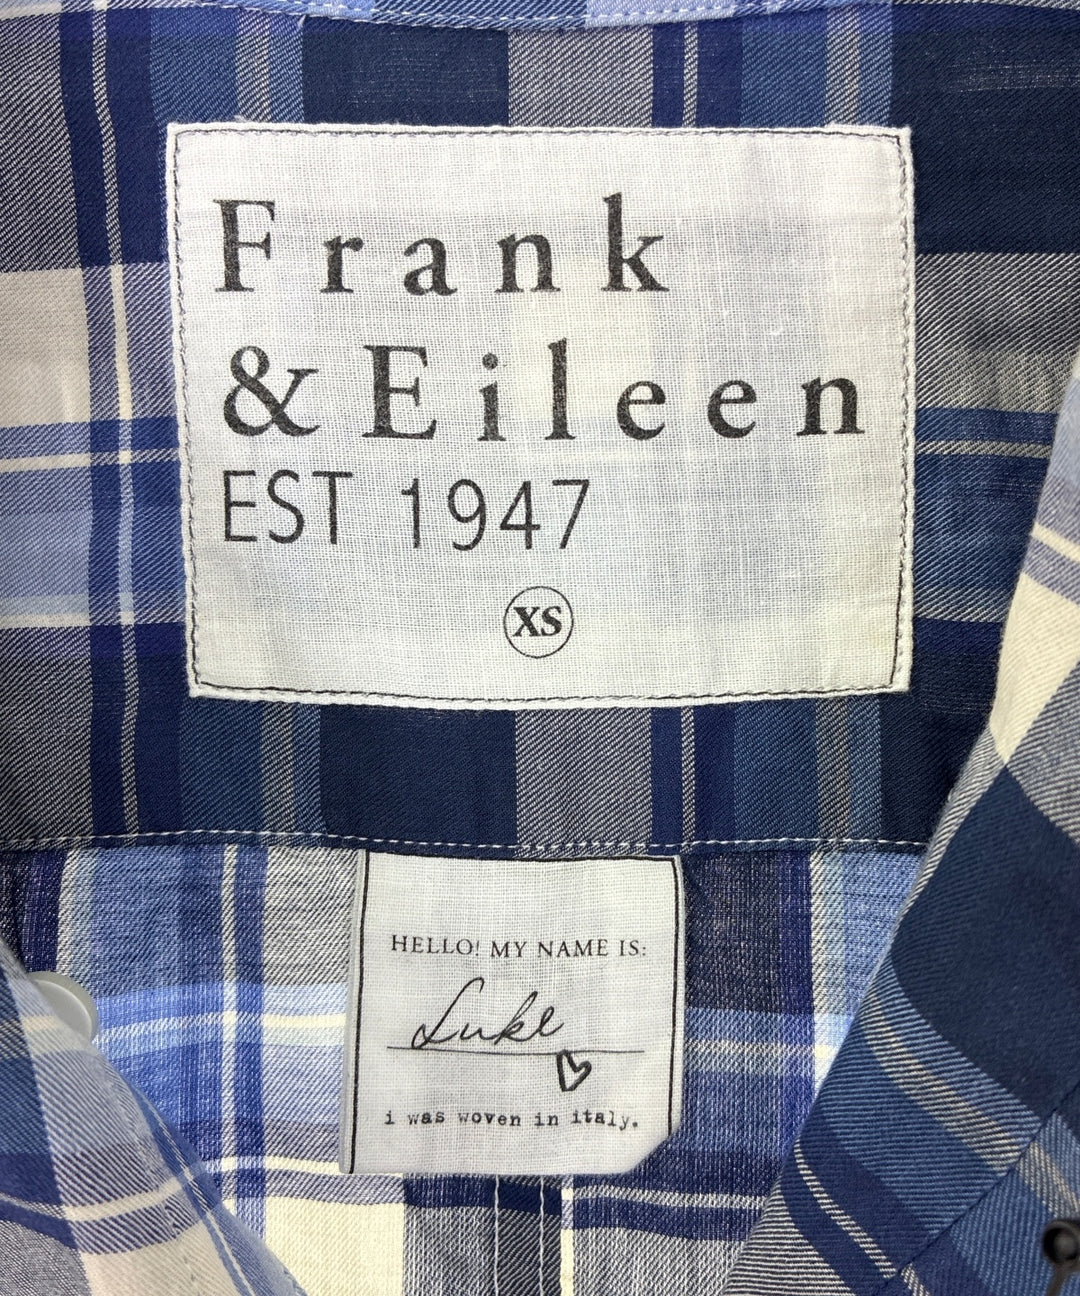 Frank
& Eileen
EST 1947
XS
HELLO! MY NAME IS:
Luke
i was woven in italy.